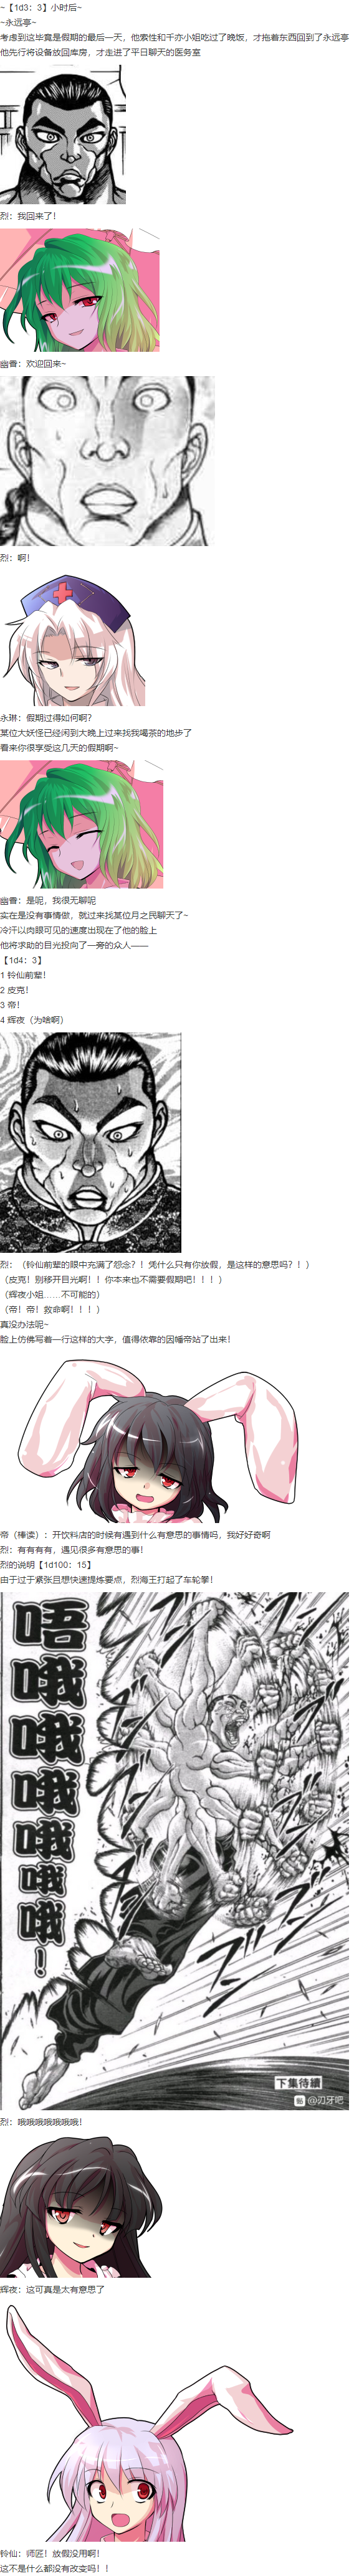 ~【1d3：3】小时后~
~永远亭~
考虑到这毕竟是假期的最后一天，他索性和千亦小姐吃过了晚饭，才拖着东西回到了永远亭
他先行将设备放回库房，才走进了平日聊天的医务室
烈：我回来了！
幽香：欢迎回来~
烈：啊！
永琳：假期过得如何啊？
某位大妖怪已经闲到大晚上过来找我喝茶的地步了
看来你很享受这几天的假期啊~
幽香：是呢，我很无聊呢
实在是没有事情做，就过来找某位月之民聊天了~
冷汗以肉眼可见的速度出现在了他的脸上
他将求助的目光投向了一旁的众人——
【1d4：3】
1 铃仙前辈！
2 皮克！
3 帝！
4 辉夜（为啥啊）
烈：（铃仙前辈的眼中充满了怨念？！凭什么只有你放假，是这样的意思吗？！）
（皮克！别移开目光啊！！你本来也不需要假期吧！！！）
（辉夜小姐……不可能的）
（帝！帝！救命啊！！！）
真没办法呢~
脸上仿佛写着一行这样的大字，值得依靠的因幡帝站了出来！
帝（棒读）：开饮料店的时候有遇到什么有意思的事情吗，我好好奇啊
烈：有有有有，遇见很多有意思的事！
烈的说明【1d100：15】
由于过于紧张且想快速提炼要点，烈海王打起了车轮拳！
唔哦哦哦哦哦哦！
下集待續
@刃牙吧
烈：哦哦哦哦哦哦哦！
辉夜：这可真是太有意思了
铃仙：师匠！放假没用啊！
这不是什么都没有改变吗！！